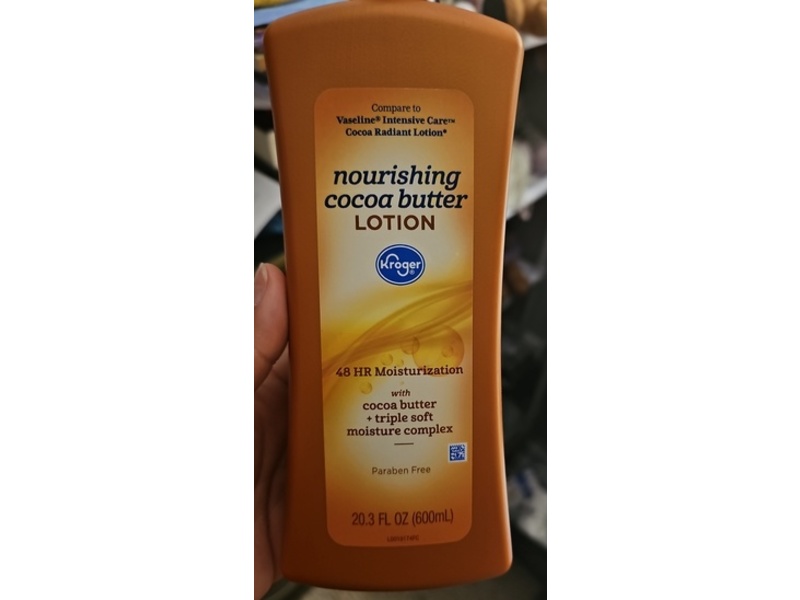 Compare to
Vaseline® Intensive Care™
Cocoa Radiant Lotion*
nourishing
cocoa butter
LOTION
Kroger®
48 HR Moisturization
with
cocoa butter
+ triple soft
moisture complex
Paraben Free
20.3 FL OZ (600mL)